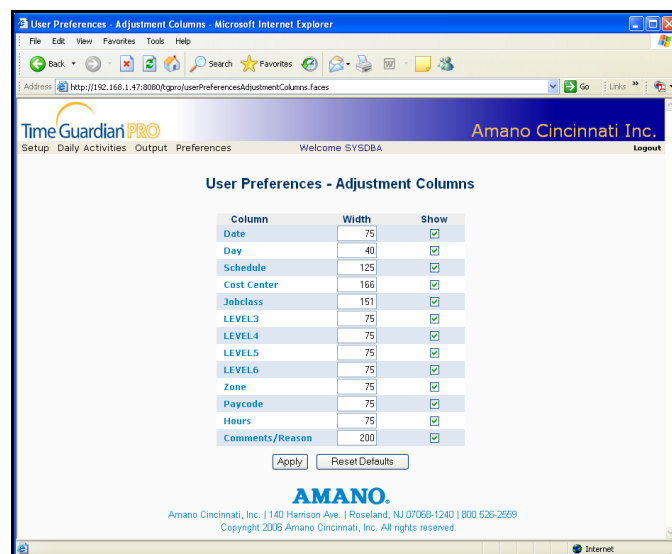 User Preferences - Adjustment Columns - Microsoft Internet Explorer
File Edit View Favorites Tools Help
Back Search Favorites
Address http://192.168.1.47:8080/tgpro/userPreferencesAdjustmentColumns.faces Go Links »
Time Guardian PRO Amano Cincinnati Inc.
Setup Daily Activities Output Preferences Welcome SYSDBA Logout
User Preferences - Adjustment Columns
Column Width Show
Date 75
Day 40
Schedule 125
Cost Center 166
Jobclass 151
LEVEL3 75
LEVEL4 75
LEVEL5 75
LEVEL6 75
Zone 75
Paycode 75
Hours 75
Comments/Reason 200
Apply Reset Defaults
AMANO.
Amano Cincinnati, Inc. | 140 Harrison Ave. | Roseland, NJ 07068-1240 | 800 526-2559
Copyright 2006 Amano Cincinnati, Inc. All rights reserved.
Internet